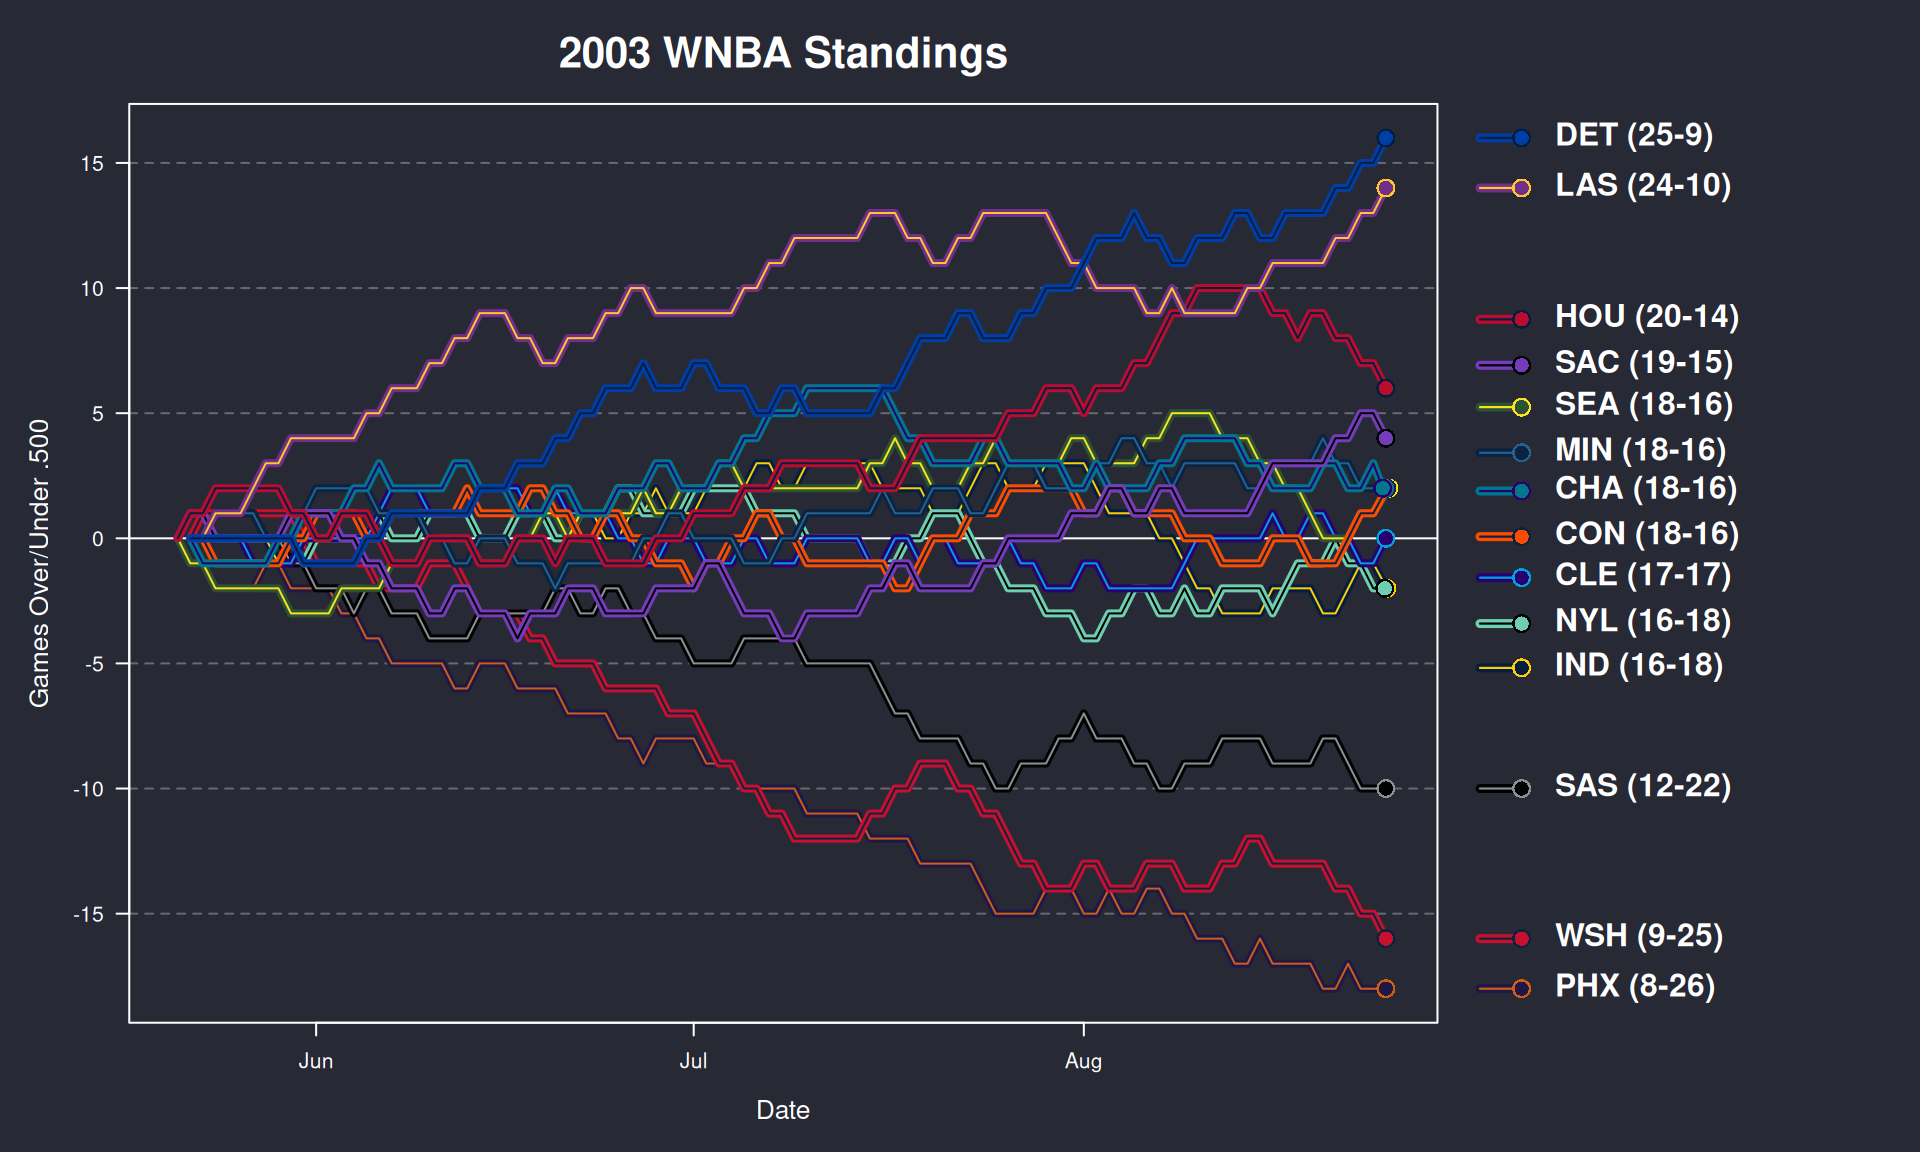 2003 WNBA Standings
DET (25-9)
LAS (24-10)
HOU (20-14)
SAC (19-15)
SEA (18-16)
MIN (18-16)
CHA (18-16)
CON (18-16)
CLE (17-17)
NYL (16-18)
IND (16-18)
SAS (12-22)
WSH (9-25)
PHX (8-26)
Games Over/Under .500
15
10
5
0
-5
-10
-15
Jun
Jul
Aug
Date